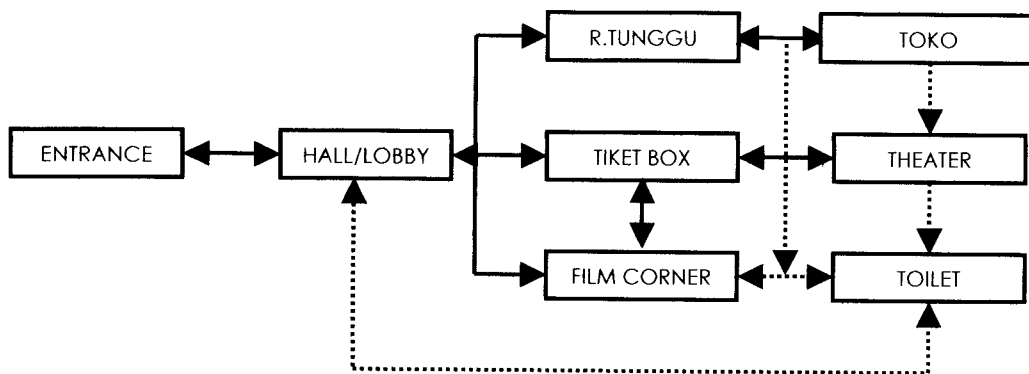 R.TUNGGU
TOKO
ENTRANCE
HALL/LOBBY
TIKET BOX
THEATER
FILM CORNER
TOILET